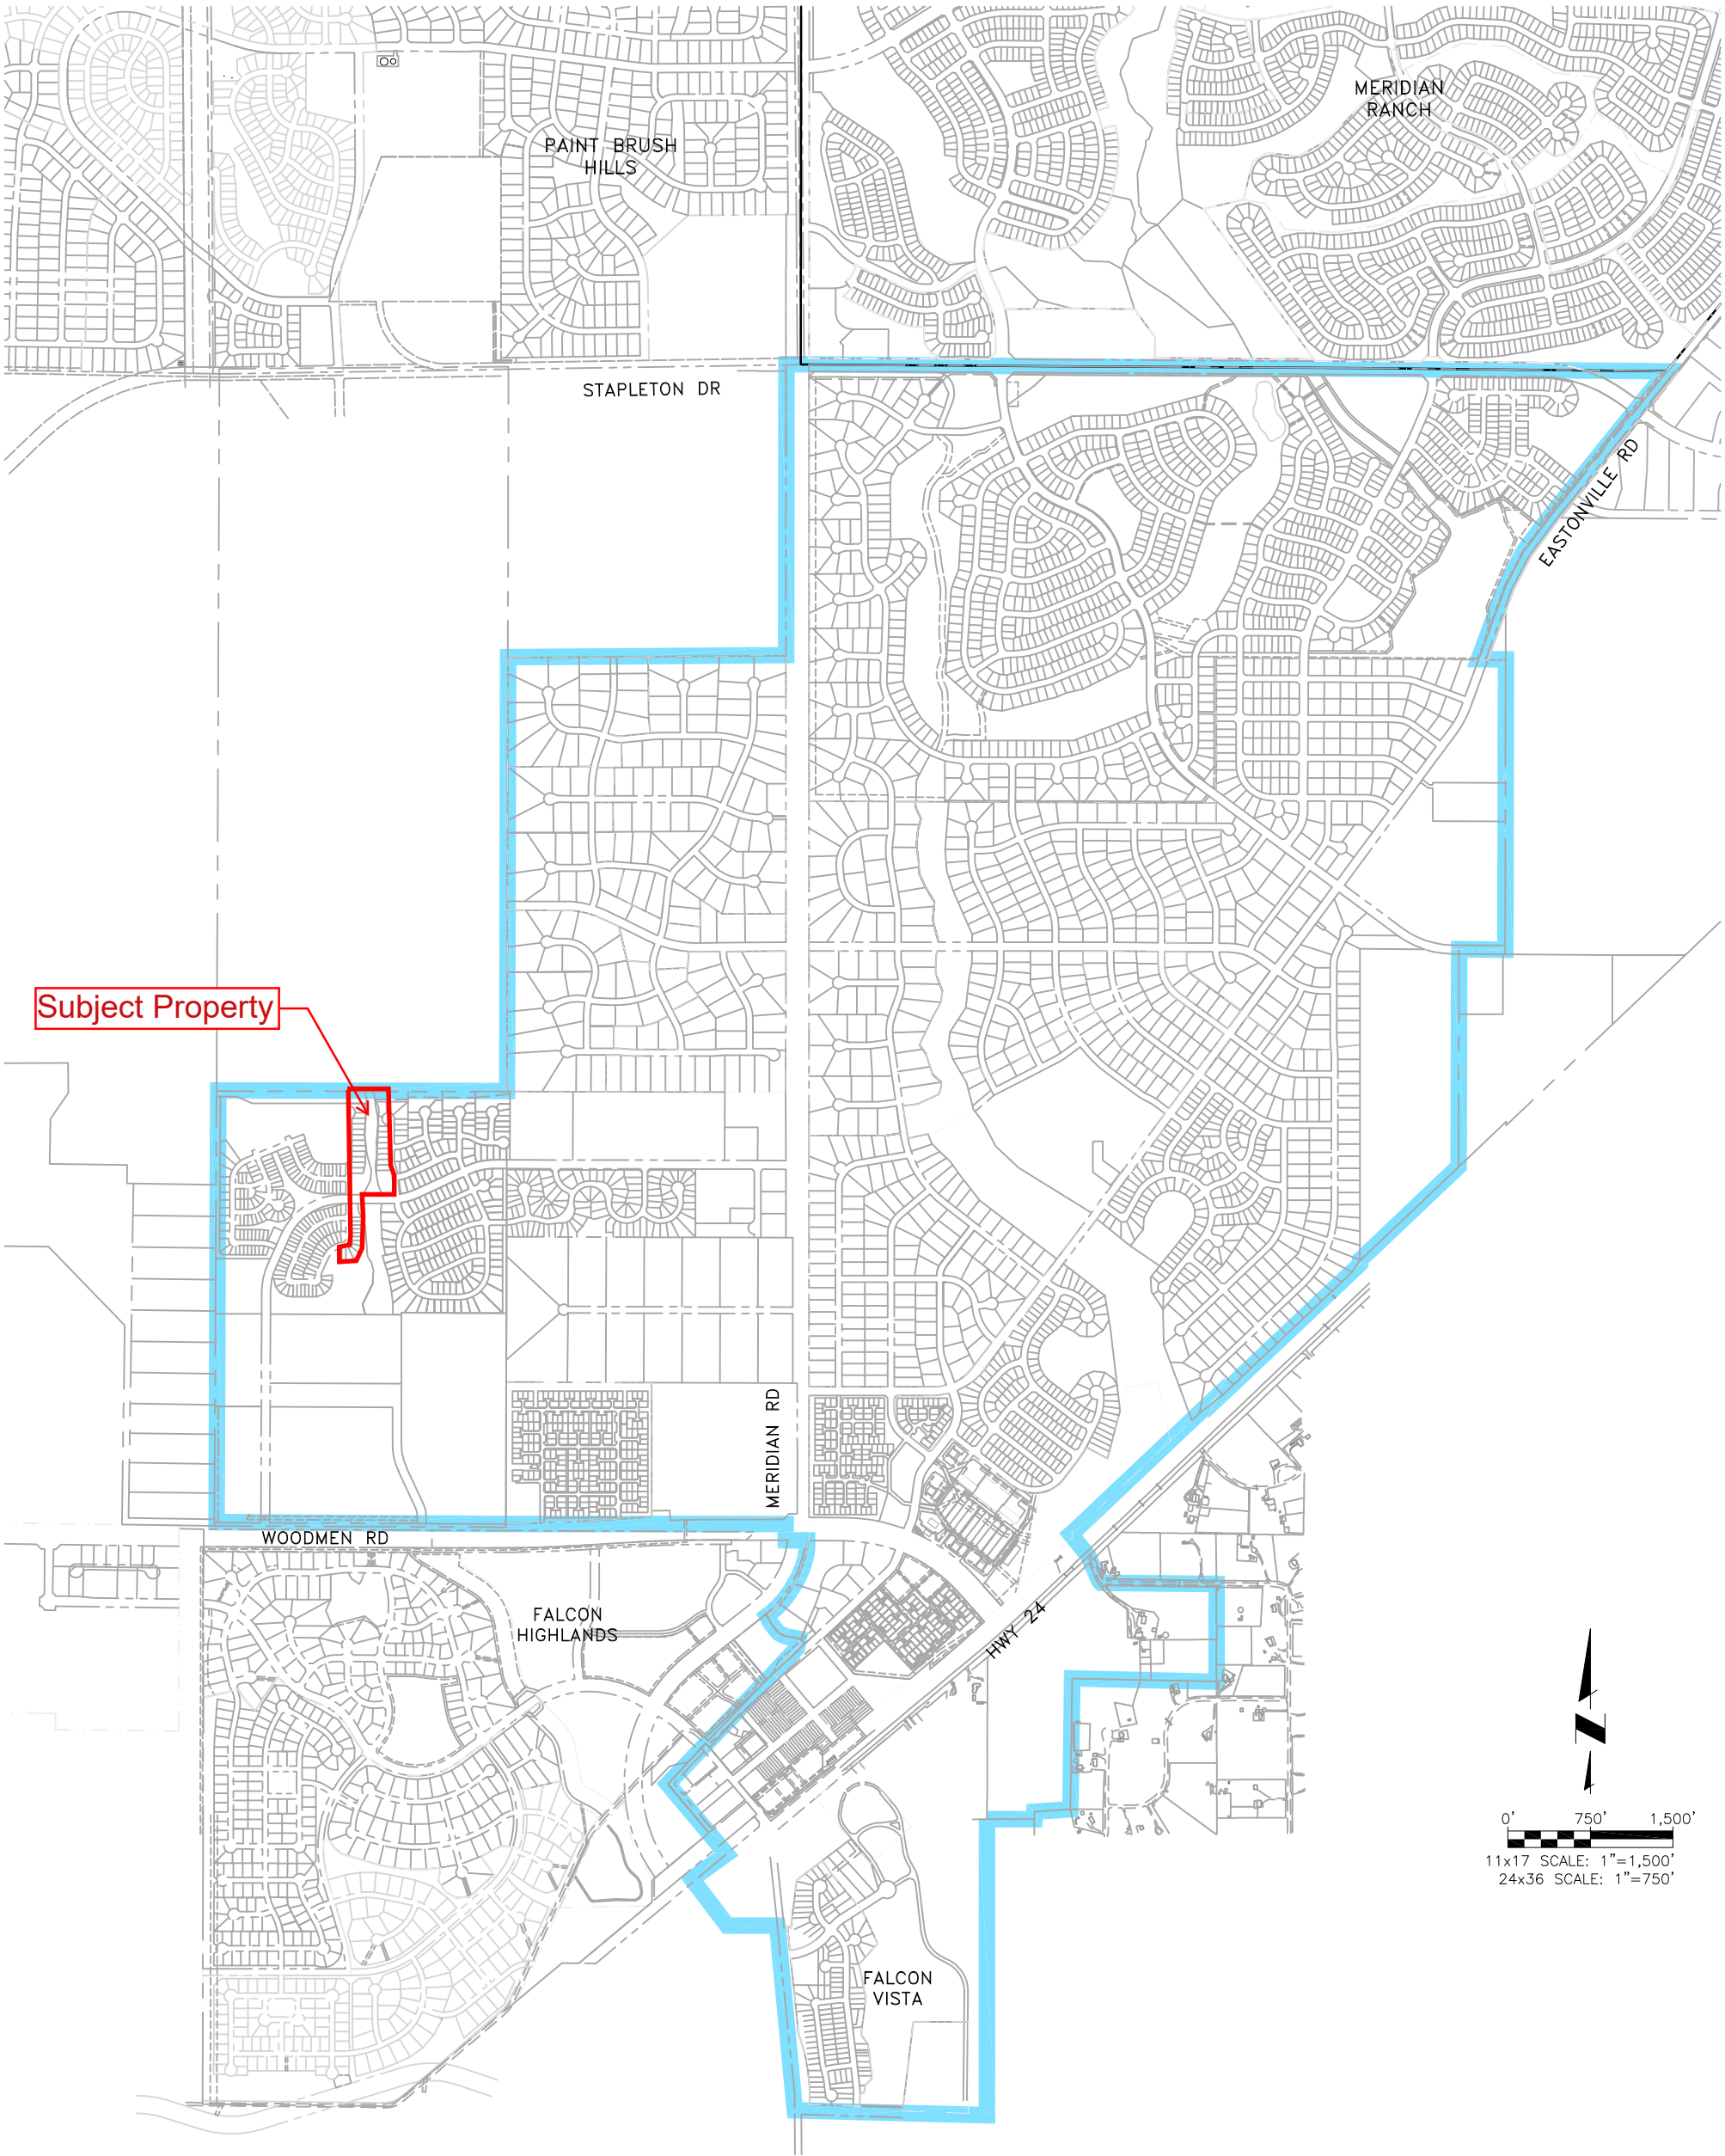 MERIDIAN
RANCH
PAINT BRUSH
HILLS
STAPLETON DR
EASTONVILLE RD
Subject Property
MERIDIAN RD
WOODMEN RD
FALCON
HIGHLANDS
HWY 24
FALCON
VISTA
0' 750' 1,500'
11x17 SCALE: 1"=1,500'
24x36 SCALE: 1"=750'